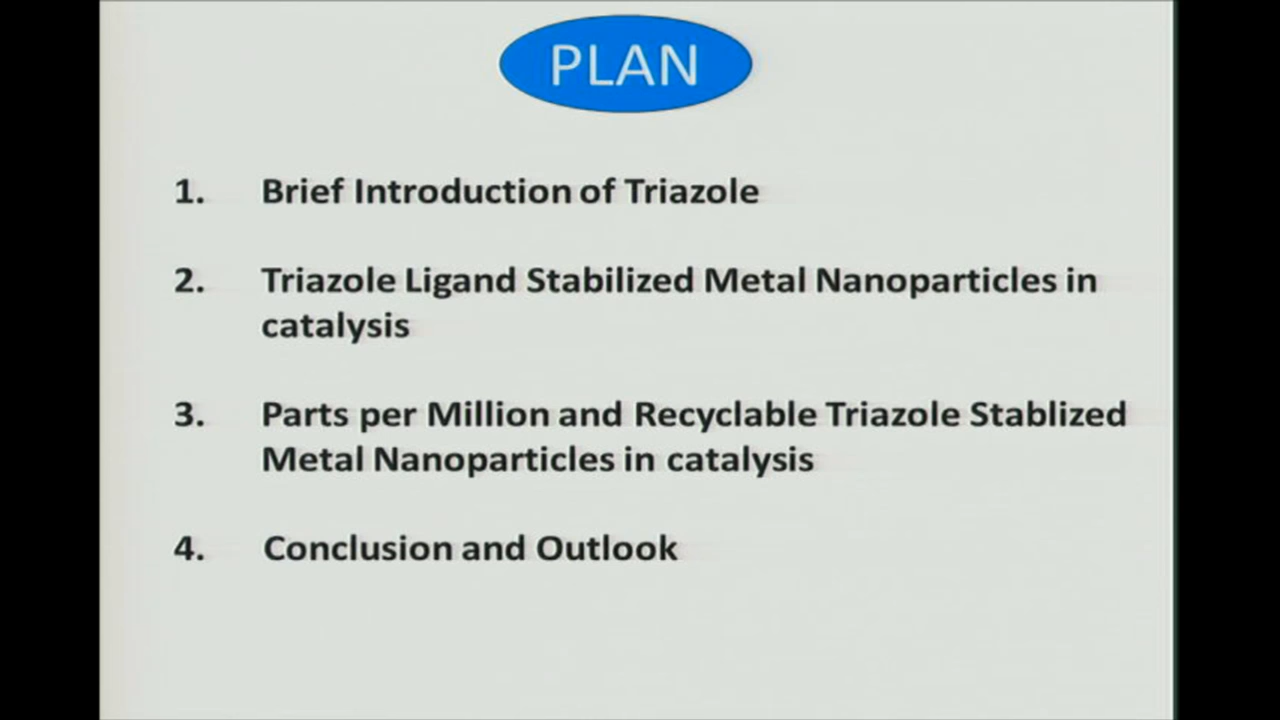 PLAN
1. Brief Introduction of Triazole
2. Triazole Ligand Stabilized Metal Nanoparticles in
catalysis
3. Parts per Million and Recyclable Triazole Stablized
Metal Nanoparticles in catalysis
4. Conclusion and Outlook